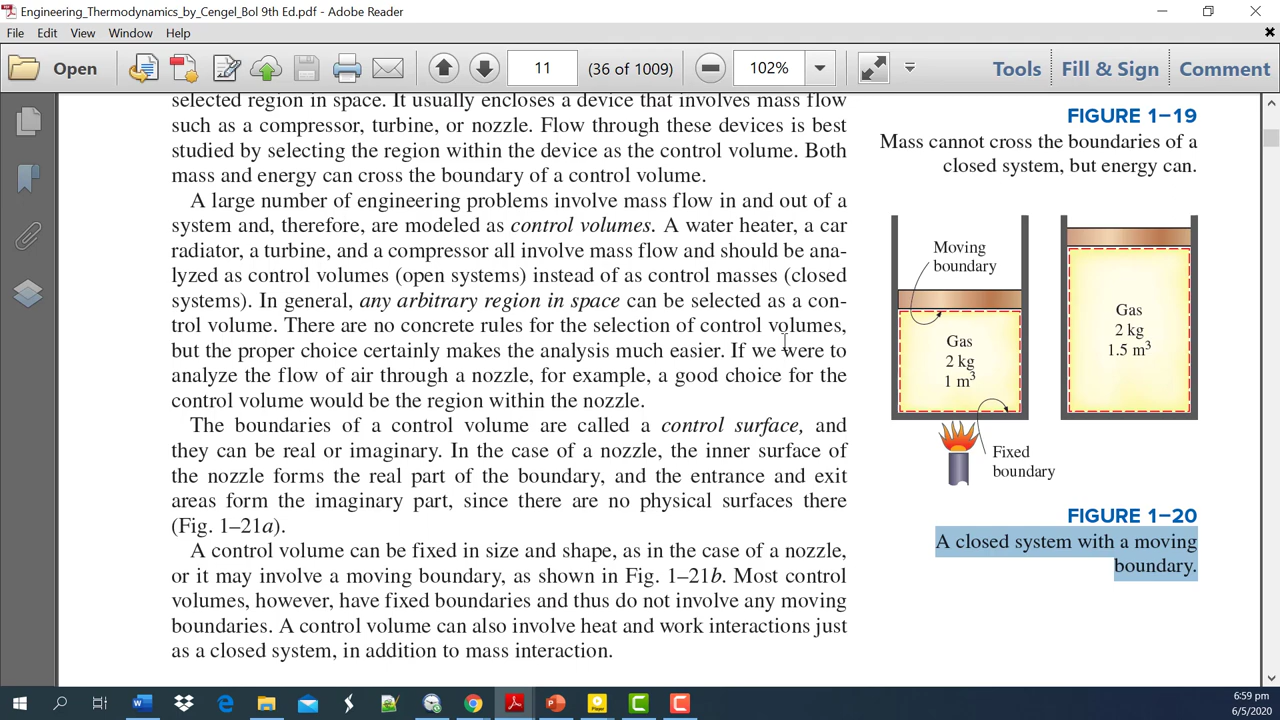 Engineering_Thermodynamics_by_Cengel_Bol 9th Ed.pdf - Adobe Reader
File Edit View Window Help
Open 11 (36 of 1009) 102% Tools Fill & Sign Comment
selected region in space. It usually encloses a device that involves mass flow
such as a compressor, turbine, or nozzle. Flow through these devices is best
studied by selecting the region within the device as the control volume. Both
mass and energy can cross the boundary of a control volume.
A large number of engineering problems involve mass flow in and out of a
system and, therefore, are modeled as control volumes. A water heater, a car
radiator, a turbine, and a compressor all involve mass flow and should be ana-
lyzed as control volumes (open systems) instead of as control masses (closed
systems). In general, any arbitrary region in space can be selected as a con-
trol volume. There are no concrete rules for the selection of control volumes,
but the proper choice certainly makes the analysis much easier. If we were to
analyze the flow of air through a nozzle, for example, a good choice for the
control volume would be the region within the nozzle.
The boundaries of a control volume are called a control surface, and
they can be real or imaginary. In the case of a nozzle, the inner surface of
the nozzle forms the real part of the boundary, and the entrance and exit
areas form the imaginary part, since there are no physical surfaces there
(Fig. 1–21a).
A control volume can be fixed in size and shape, as in the case of a nozzle,
or it may involve a moving boundary, as shown in Fig. 1–21b. Most control
volumes, however, have fixed boundaries and thus do not involve any moving
boundaries. A control volume can also involve heat and work interactions just
as a closed system, in addition to mass interaction.
FIGURE 1–19
Mass cannot cross the boundaries of a
closed system, but energy can.
Moving
boundary
Gas
2 kg
1 m³
Gas
2 kg
1.5 m³
Fixed
boundary
FIGURE 1–20
A closed system with a moving
boundary.
6:59 pm
6/5/2020